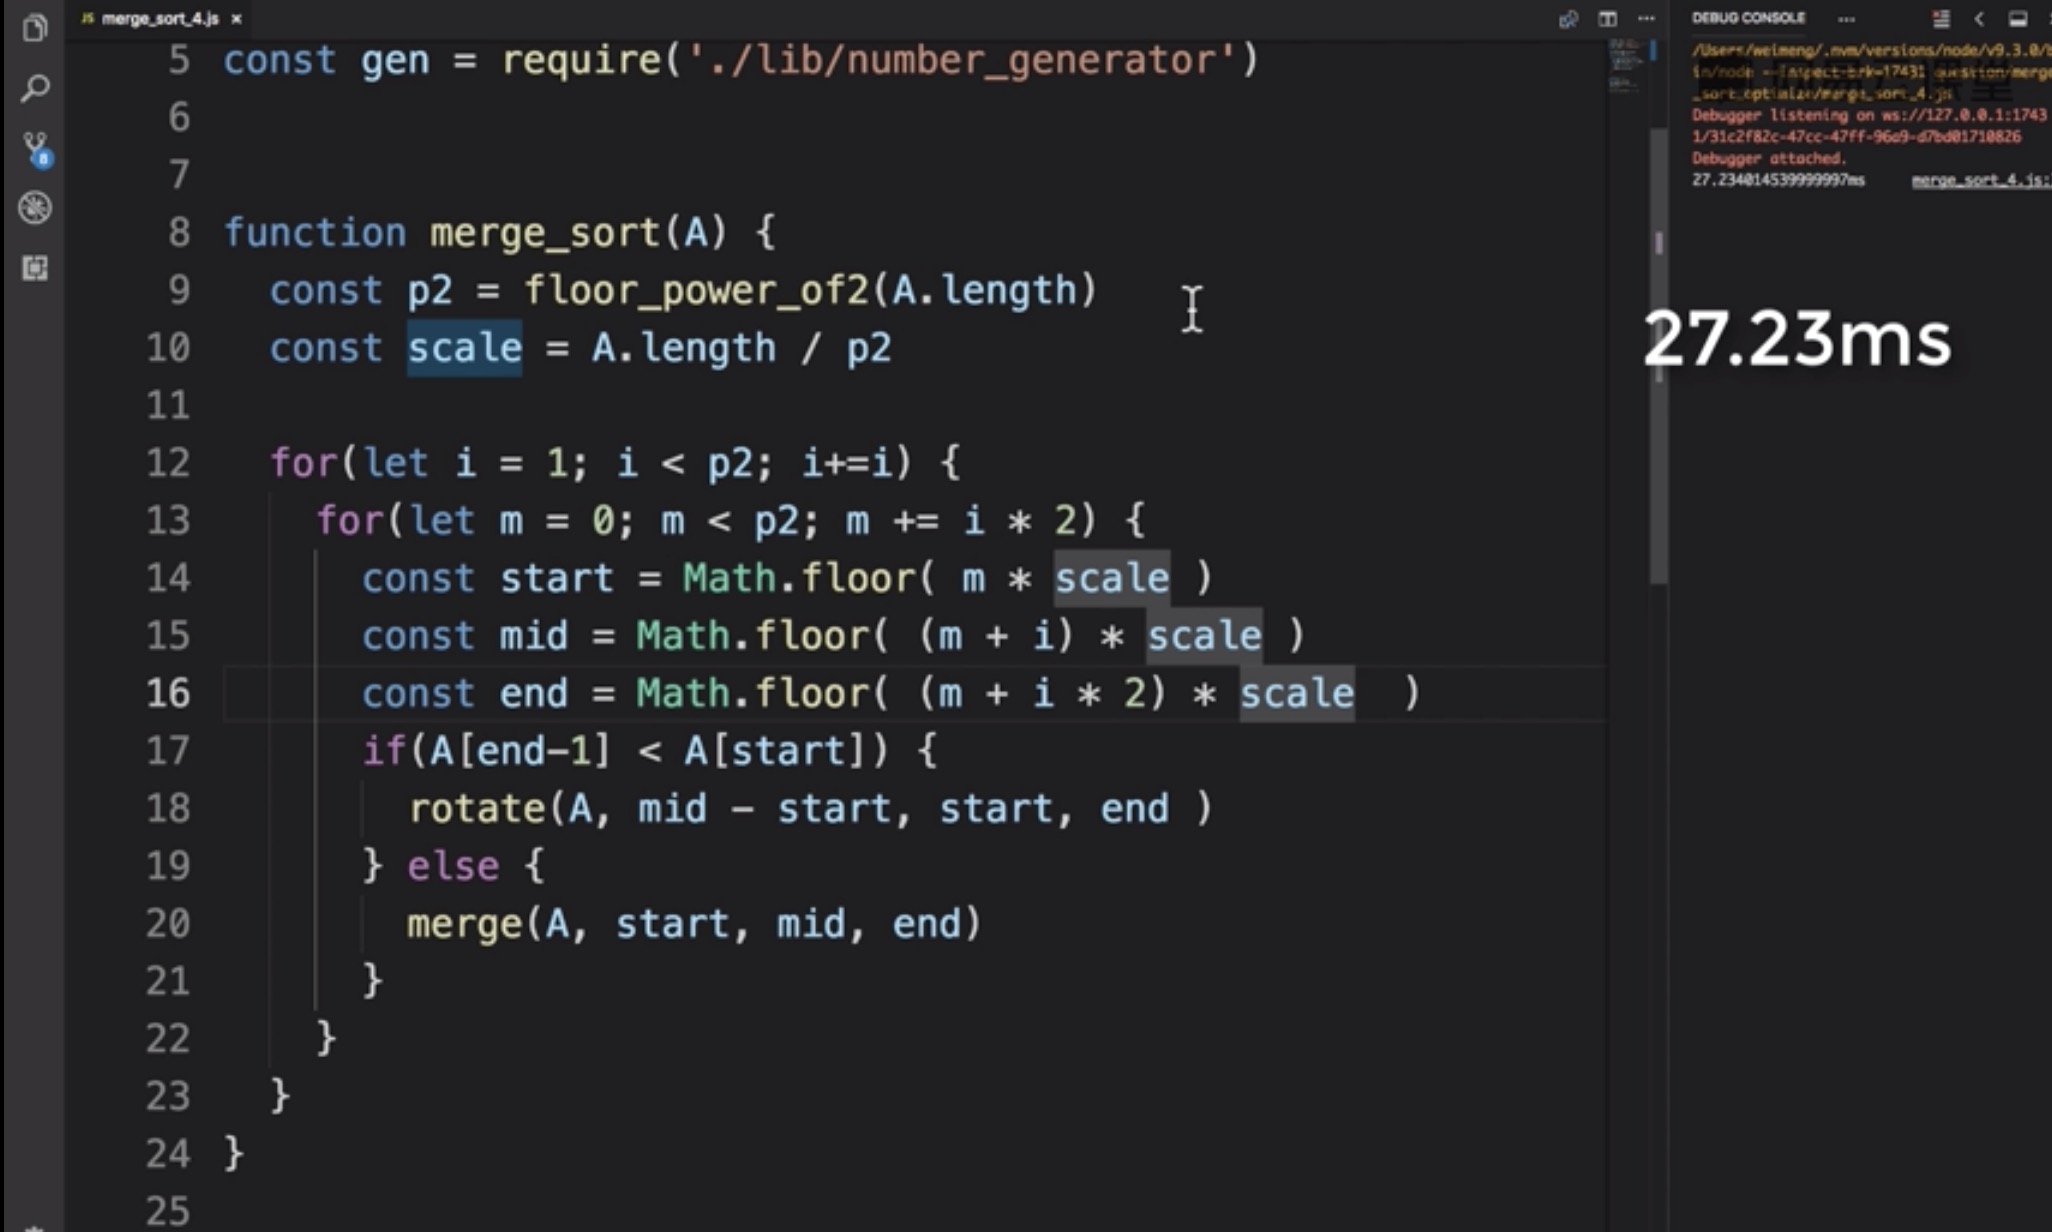 JS merge_sort_4.js ×
5 const gen = require('./lib/number_generator')
6
7
8 function merge_sort(A) {
9 const p2 = floor_power_of2(A.length)
10 const scale = A.length / p2
11
12 for(let i = 1; i < p2; i+=i) {
13 for(let m = 0; m < p2; m += i * 2) {
14 const start = Math.floor( m * scale )
15 const mid = Math.floor( (m + i) * scale )
16 const end = Math.floor( (m + i * 2) * scale )
17 if(A[end-1] < A[start]) {
18 rotate(A, mid - start, start, end )
19 } else {
20 merge(A, start, mid, end)
21 }
22 }
23 }
24 }
25
8
DEBUG CONSOLE ...
/Users/weimeng/.nvm/versions/node/v9.3.0/b
in/node --inspect-brk=17431 question/merge
_sort_optimize/merge_sort_4.js
Debugger listening on ws://127.0.0.1:1743
1/31c2f82c-47cc-47ff-96a9-d7bd01710826
Debugger attached.
27.234014539999997ms merge_sort_4.js:
27.23ms